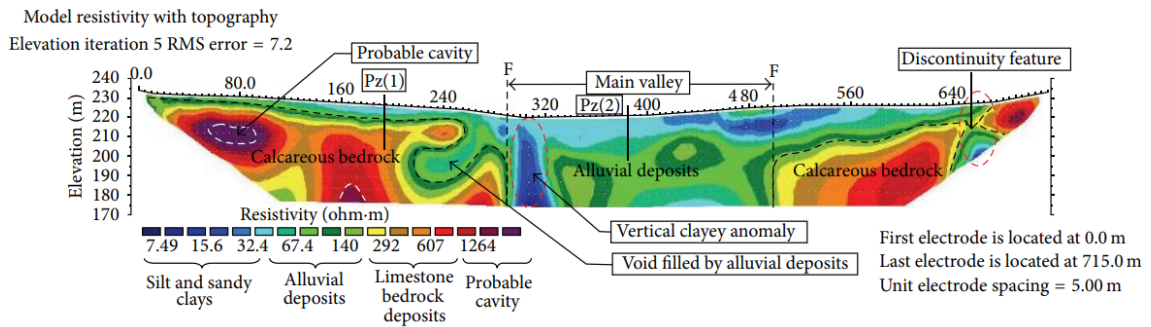 Model resistivity with topography
Elevation iteration 5 RMS error = 7.2
Probable cavity
Discontinuity feature
F
Main valley
F
Pz(1)
Pz(2)
0.0
80.0
160
240
320
400
480
560
640
Elevation (m)
240
230
220
210
200
190
180
170
Calcareous bedrock
Alluvial deposits
Calcareous bedrock
Resistivity (ohm·m)
7.49 15.6 32.4 67.4 140 292 607 1264
Silt and sandy
clays
Alluvial
deposits
Limestone
bedrock
deposits
Probable
cavity
Vertical clayey anomaly
Void filled by alluvial deposits
First electrode is located at 0.0 m
Last electrode is located at 715.0 m
Unit electrode spacing = 5.00 m